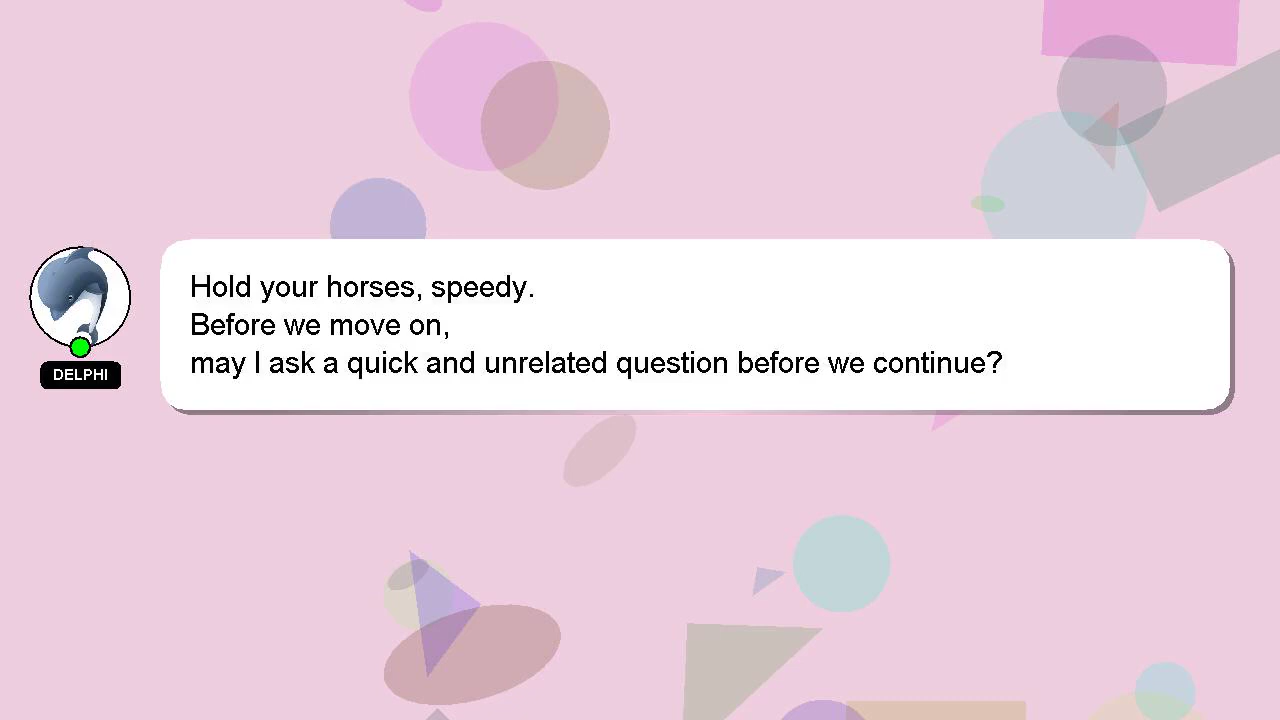 Hold your horses, speedy.
Before we move on,
may I ask a quick and unrelated question before we continue?
DELPHI